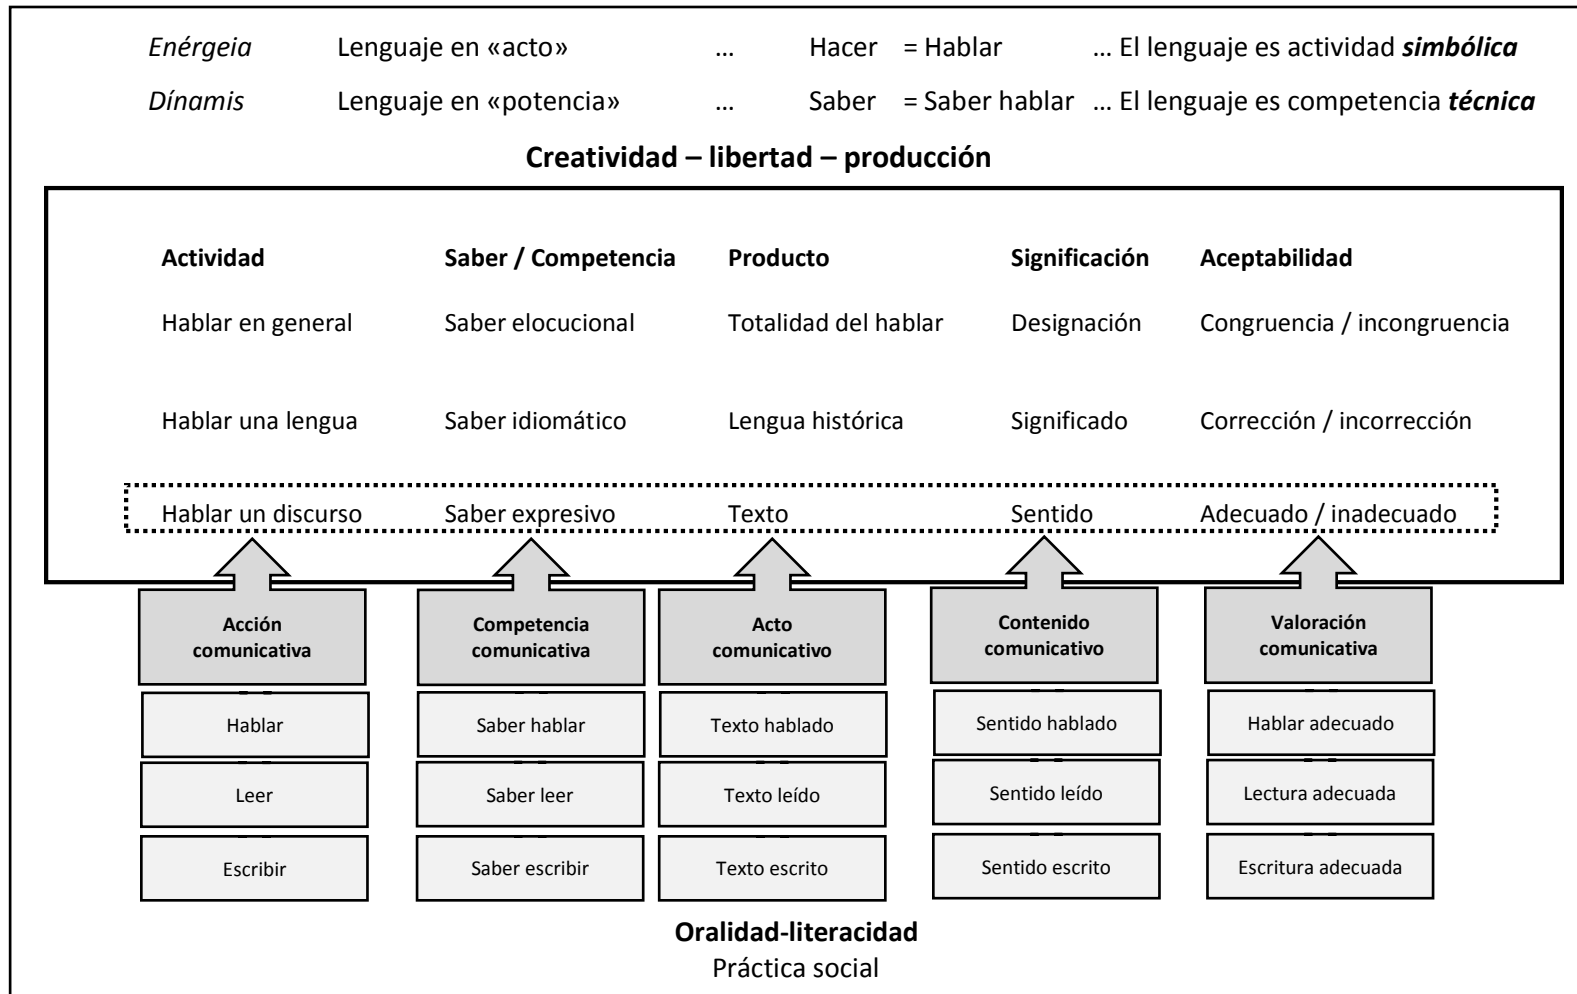 Enérgeia Lenguaje en «acto» ... Hacer = Hablar ... El lenguaje es actividad simbólica
Dínamis Lenguaje en «potencia» ... Saber = Saber hablar ... El lenguaje es competencia técnica
Creatividad – libertad – producción
Actividad Saber / Competencia Producto Significación Aceptabilidad
Hablar en general Saber elocucional Totalidad del hablar Designación Congruencia / incongruencia
Hablar una lengua Saber idiomático Lengua histórica Significado Corrección / incorrección
Hablar un discurso Saber expresivo Texto Sentido Adecuado / inadecuado
Acción Competencia Acto Contenido Valoración
comunicativa comunicativa comunicativo comunicativo comunicativa
Hablar Saber hablar Texto hablado Sentido hablado Hablar adecuado
Leer Saber leer Texto leído Sentido leído Lectura adecuada
Escribir Saber escribir Texto escrito Sentido escrito Escritura adecuada
Oralidad-literacidad
Práctica social